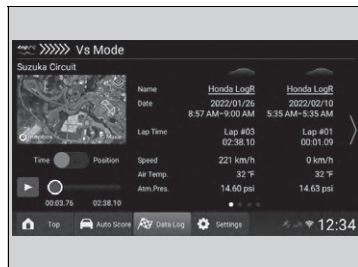 Vs Mode
Suzuka Circuit
Name Honda LogR Honda LogR
Date 2022/01/26 2022/02/10
8:57 AM-9:00 AM 5:35 AM-5:35 AM
Lap Time Lap #03 Lap #01
02:38.10 00:01.09
Time Position
Speed 221 km/h 0 km/h
Air Temp. 32 °F 32 °F
Atm.Pres. 14.60 psi 14.63 psi
00:03.76 02:38.10
Top Auto Score Data Log Settings 12:34